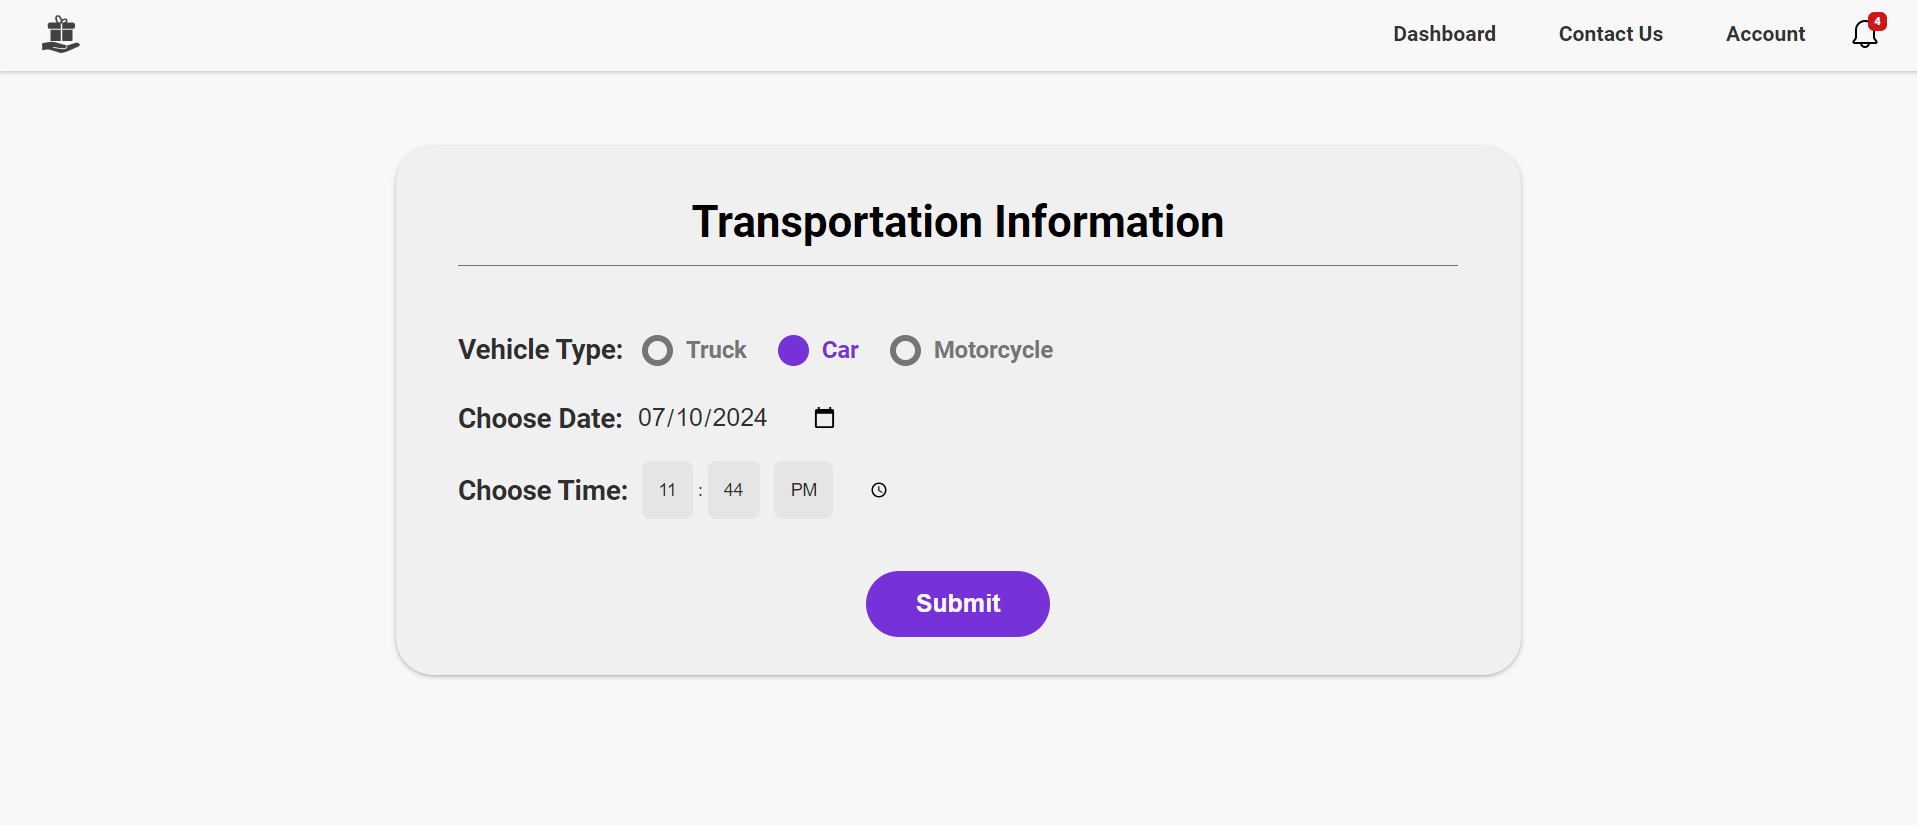 Dashboard Contact Us Account 4
Transportation Information
Vehicle Type: Truck Car Motorcycle
Choose Date: 07/10/2024
Choose Time: 11 : 44 PM
Submit